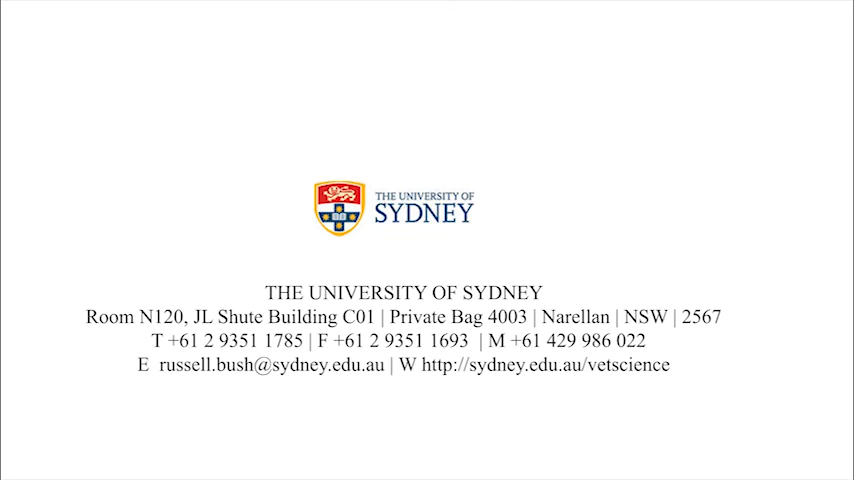 THE UNIVERSITY OF
SYDNEY
THE UNIVERSITY OF SYDNEY
Room N120, JL Shute Building C01 | Private Bag 4003 | Narellan | NSW | 2567
T +61 2 9351 1785 | F +61 2 9351 1693 | M +61 429 986 022
E russell.bush@sydney.edu.au | W http://sydney.edu.au/vetscience